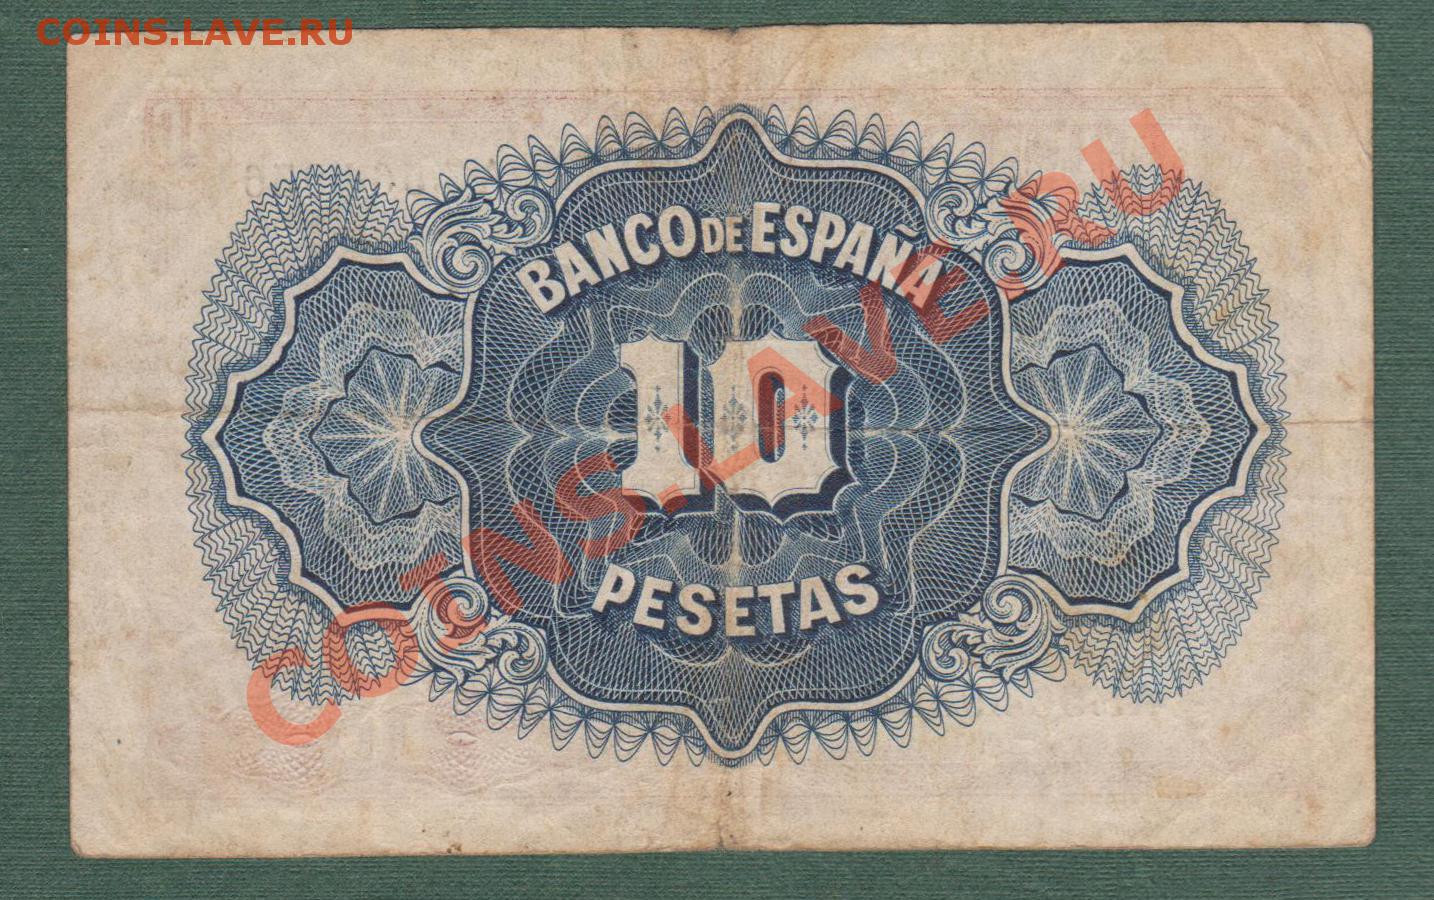 COINS.LAVE.RU
BANCO DE ESPAÑA
10
PESETAS
COINS.LAVE.RU